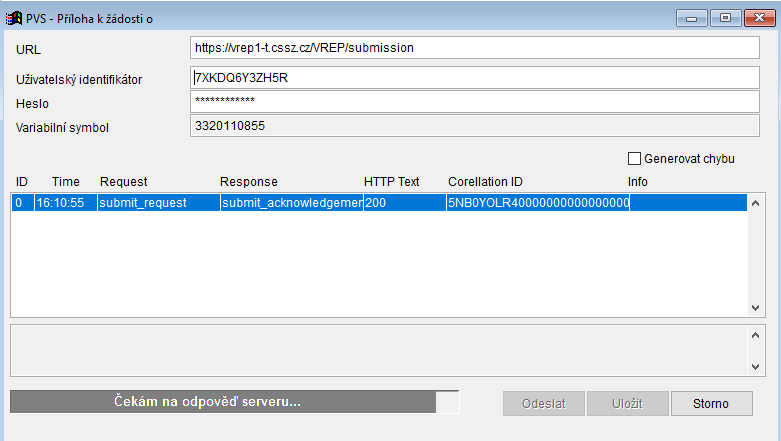 PVS - Příloha k žádosti o
URL https://vrep1-t.cssz.cz/VREP/submission
Uživatelský identifikátor 7XKDQ6Y3ZH5R
Heslo ************
Variabilní symbol 3320110855
Generovat chybu
ID Time Request Response HTTP Text Corellation ID Info
0 16:10:55 submit_request submit_acknowledgemer 200 5NB0YOLR40000000000000000
Čekám na odpověď serveru... Odeslat Uložit Storno